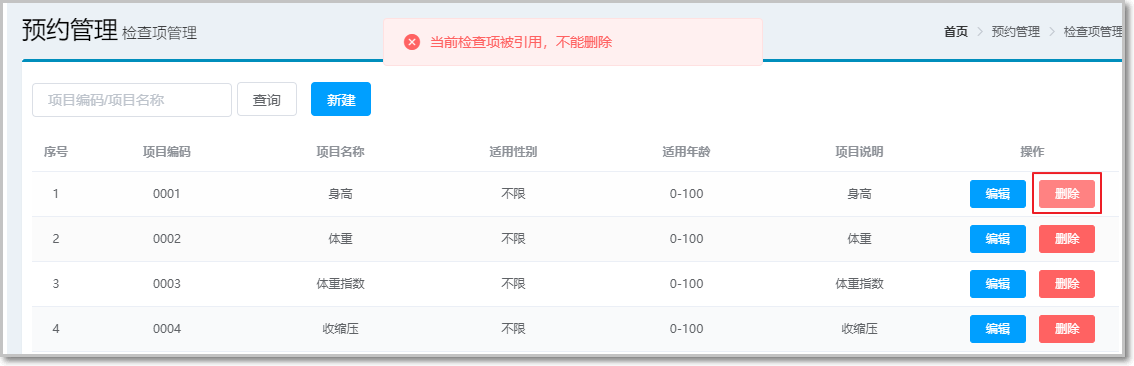 预约管理 检查项管理
当前检查项被引用，不能删除
首页 > 预约管理 > 检查项管理
项目编码/项目名称 查询 新建
序号 项目编码 项目名称 适用性别 适用年龄 项目说明 操作
1 0001 身高 不限 0-100 身高 编辑 删除
2 0002 体重 不限 0-100 体重 编辑 删除
3 0003 体重指数 不限 0-100 体重指数 编辑 删除
4 0004 收缩压 不限 0-100 收缩压 编辑 删除